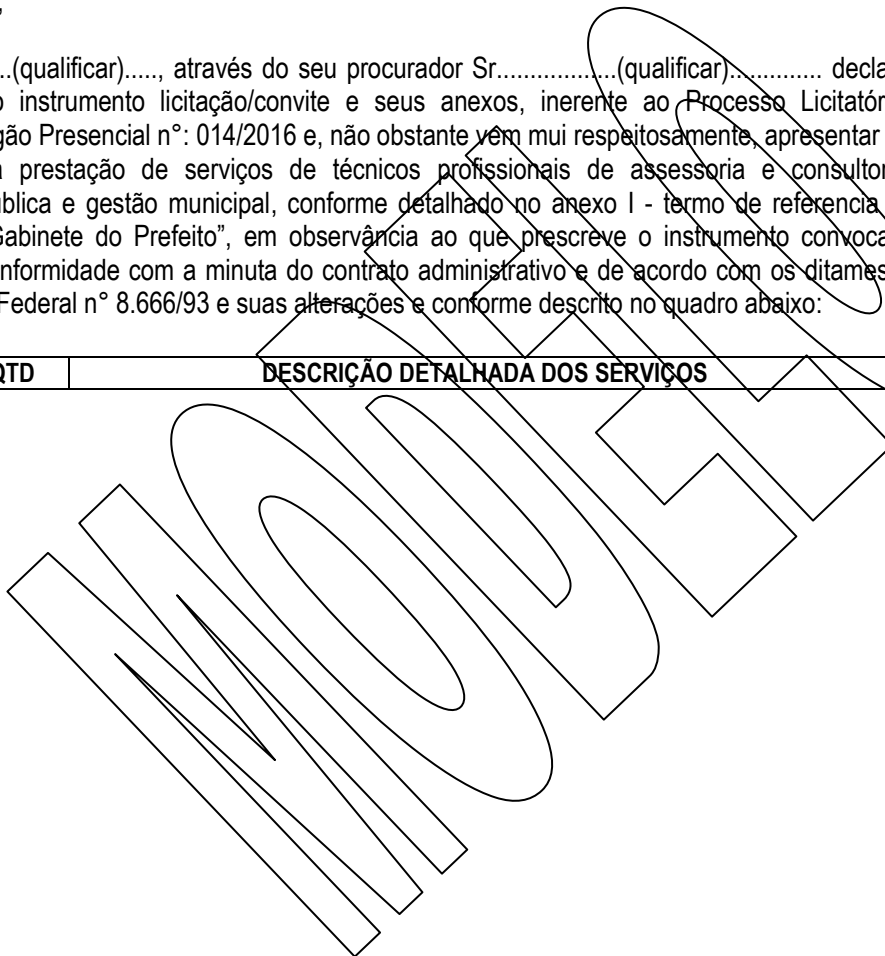 ,
..(qualificar)....., através do seu procurador Sr..................(qualificar)............. decla
o instrumento licitação/convite e seus anexos, inerente ao Processo Licitatór
gão Presencial n°: 014/2016 e, não obstante vem mui respeitosamente, apresentar
a prestação de serviços de técnicos profissionais de assessoria e consultor
ública e gestão municipal, conforme detalhado no anexo I - termo de referencia
Gabinete do Prefeito”, em observância ao que prescreve o instrumento convoca
onformidade com a minuta do contrato administrativo e de acordo com os ditames
Federal n° 8.666/93 e suas alterações e conforme descrito no quadro abaixo:
QTD DESCRIÇÃO DETALHADA DOS SERVIÇOS
MODELO